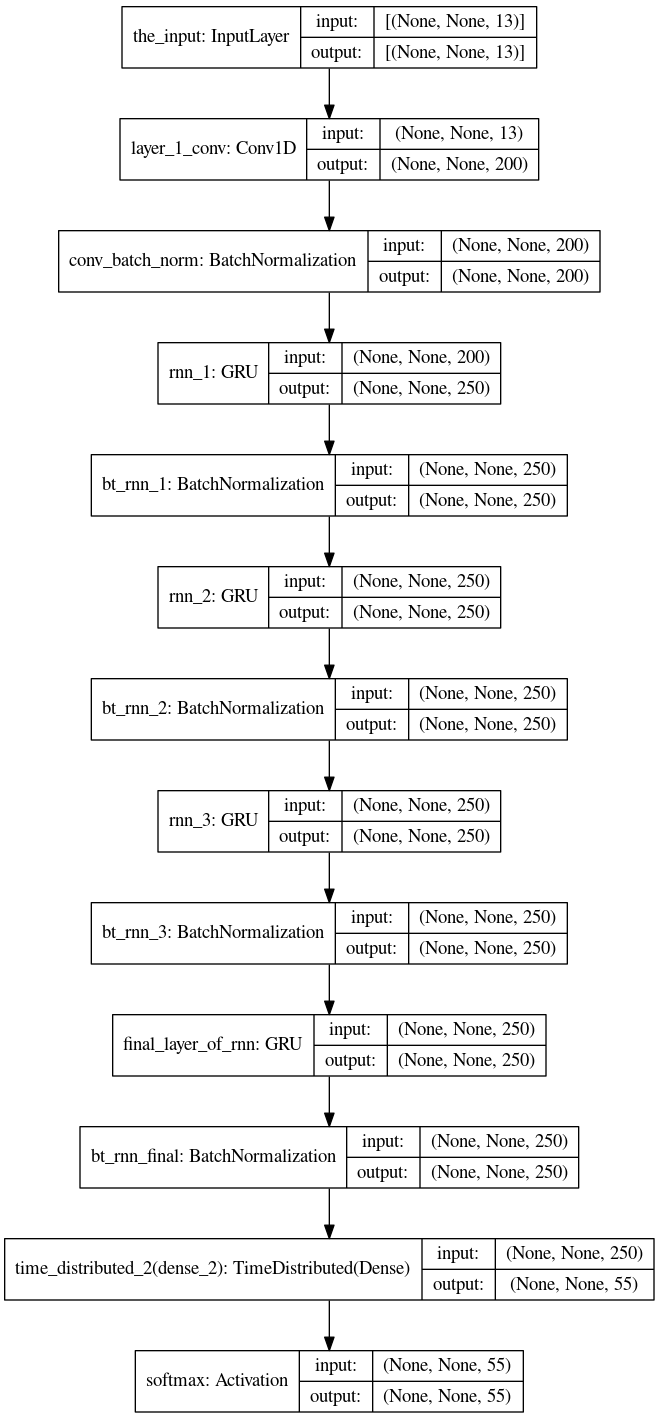 the_input: InputLayer
input: [(None, None, 13)]
output: [(None, None, 13)]
layer_1_conv: Conv1D
input: (None, None, 13)
output: (None, None, 200)
conv_batch_norm: BatchNormalization
input: (None, None, 200)
output: (None, None, 200)
rnn_1: GRU
input: (None, None, 200)
output: (None, None, 250)
bt_rnn_1: BatchNormalization
input: (None, None, 250)
output: (None, None, 250)
rnn_2: GRU
input: (None, None, 250)
output: (None, None, 250)
bt_rnn_2: BatchNormalization
input: (None, None, 250)
output: (None, None, 250)
rnn_3: GRU
input: (None, None, 250)
output: (None, None, 250)
bt_rnn_3: BatchNormalization
input: (None, None, 250)
output: (None, None, 250)
final_layer_of_rnn: GRU
input: (None, None, 250)
output: (None, None, 250)
bt_rnn_final: BatchNormalization
input: (None, None, 250)
output: (None, None, 250)
time_distributed_2(dense_2): TimeDistributed(Dense)
input: (None, None, 250)
output: (None, None, 55)
softmax: Activation
input: (None, None, 55)
output: (None, None, 55)